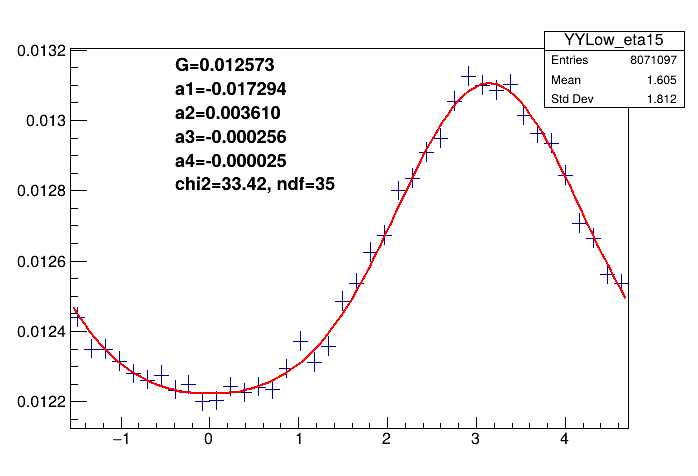 YYLow_eta15
Entries 8071097
Mean 1.605
Std Dev 1.812
G=0.012573
a1=-0.017294
a2=0.003610
a3=-0.000256
a4=-0.000025
chi2=33.42, ndf=35
0.0132
0.013
0.0128
0.0126
0.0124
0.0122
−1 0 1 2 3 4